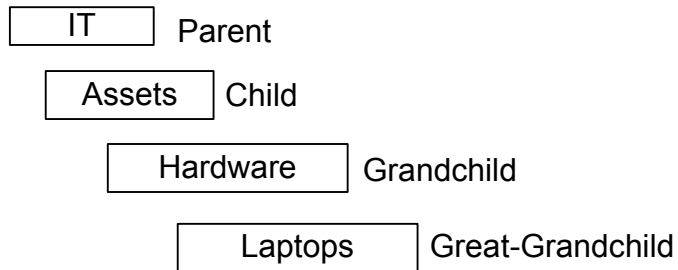 IT Parent
Assets Child
Hardware Grandchild
Laptops Great-Grandchild